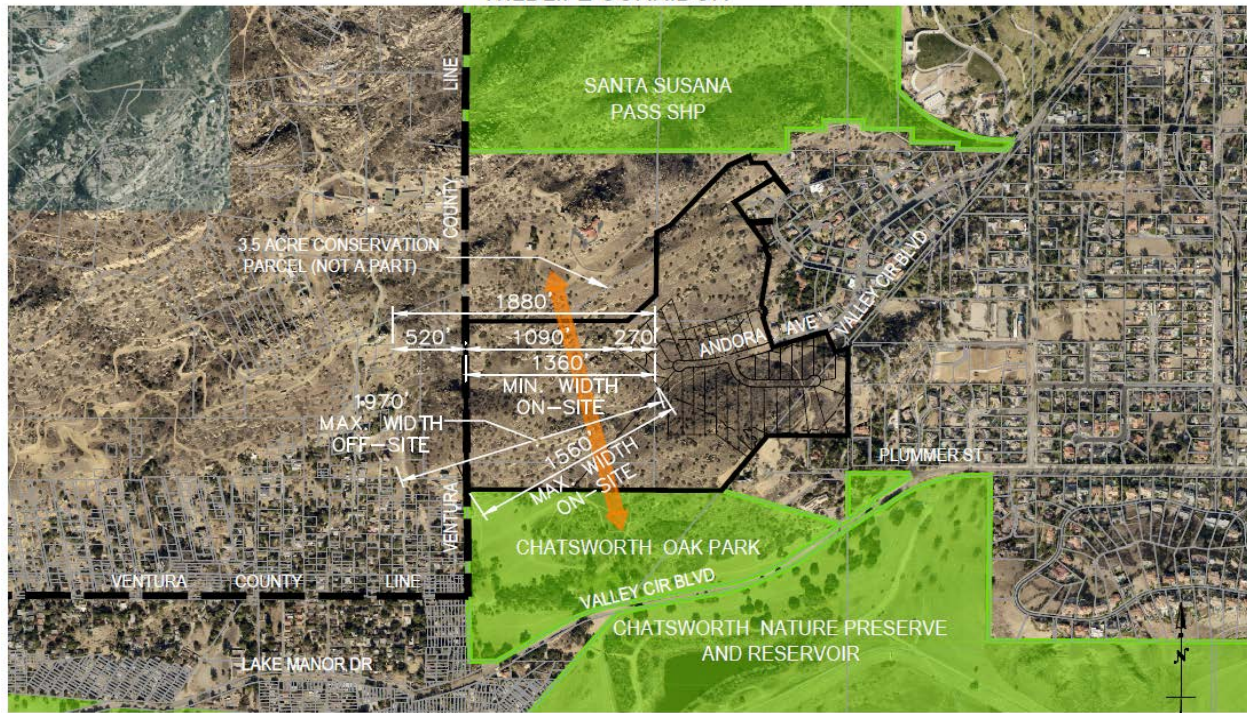 WILDLIFE CORRIDOR
SANTA SUSANA
PASS SHP
LINE
COUNTY
VENTURA
3.5 ACRE CONSERVATION
PARCEL (NOT A PART)
1880'
520'
1090'
270'
1360'
MIN. WIDTH
ON-SITE
1970'
MAX. WIDTH
OFF-SITE
1560'
MAX. WIDTH
ON-SITE
ANDORA AVE
VALLEY CIR BLVD
PLUMMER ST
CHATSWORTH OAK PARK
VALLEY CIR BLVD
VENTURA COUNTY LINE
CHATSWORTH NATURE PRESERVE
AND RESERVOIR
LAKE MANOR DR
N